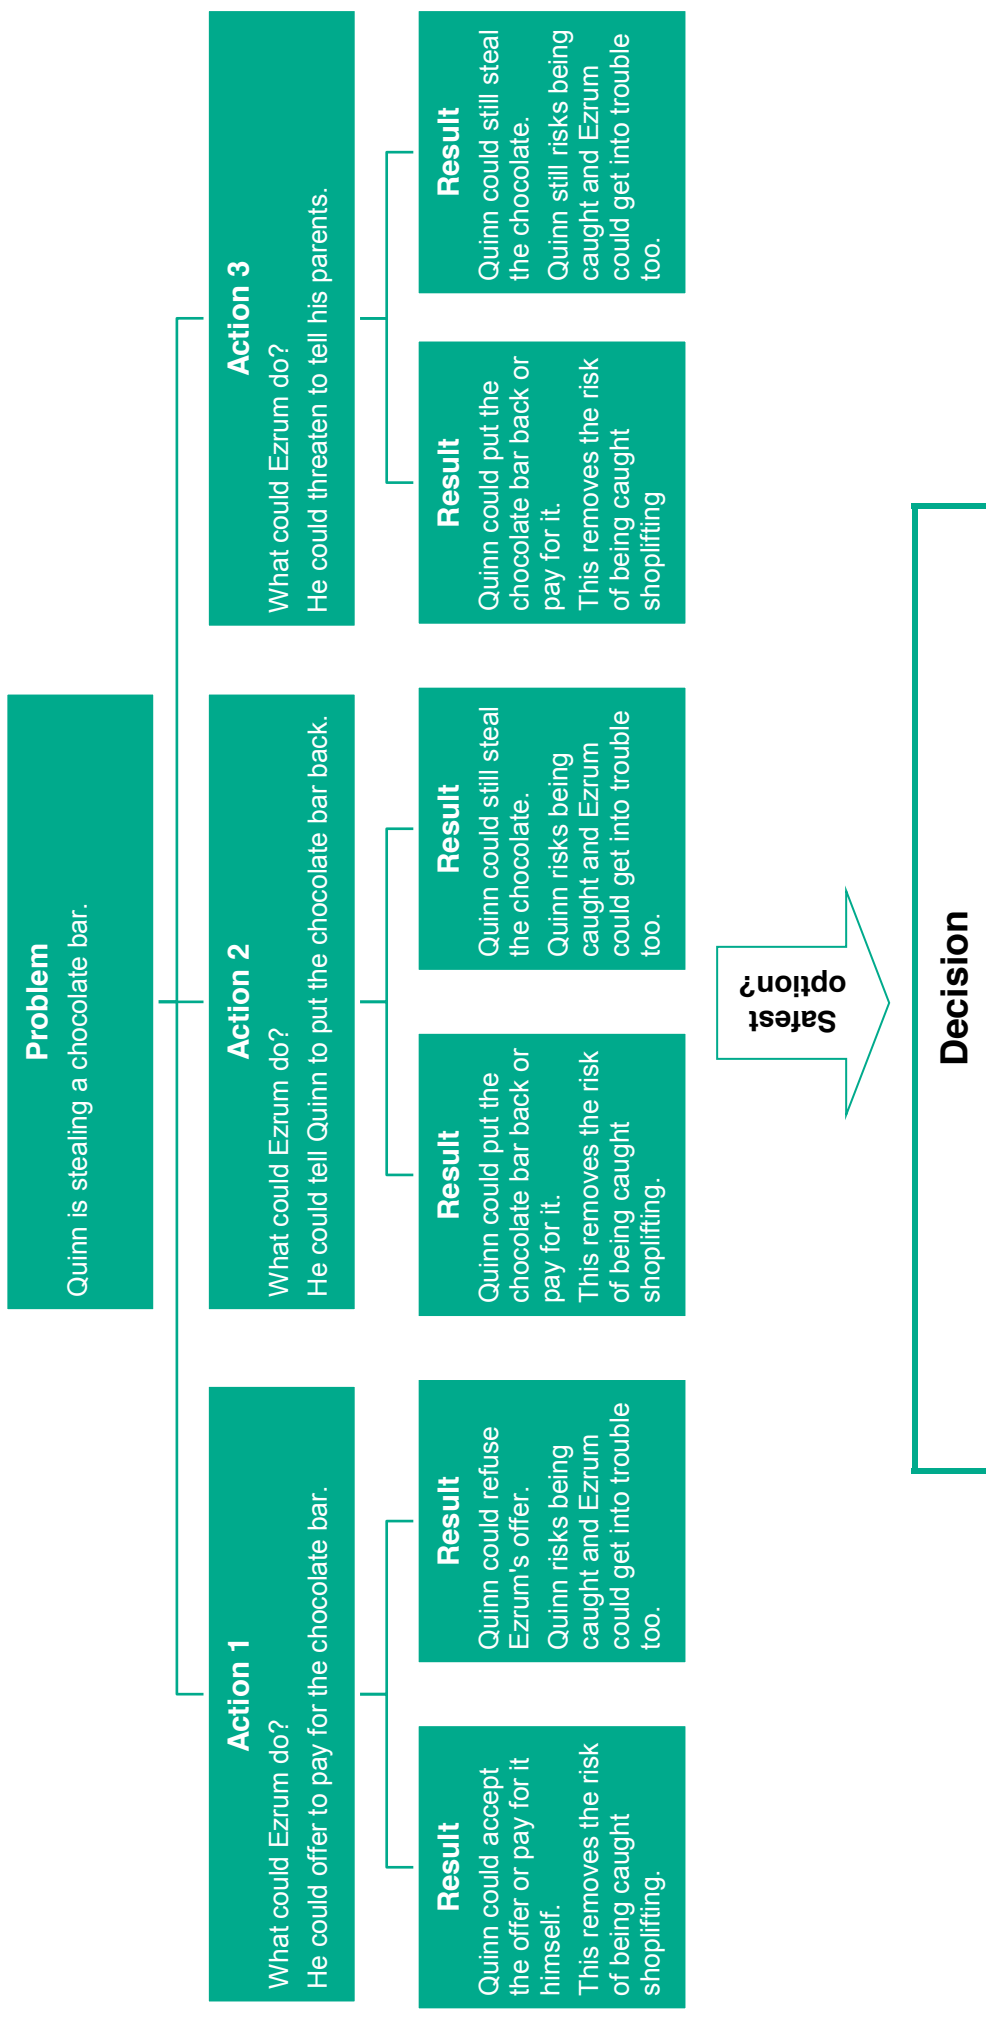 Problem
Quinn is stealing a chocolate bar.
Action 1
What could Ezrum do?
He could offer to pay for the chocolate bar.
Result
Quinn could accept
the offer or pay for it
himself.
This removes the risk
of being caught
shoplifting.
Result
Quinn could refuse
Ezrum's offer.
Quinn risks being
caught and Ezrum
could get into trouble
too.
Action 2
What could Ezrum do?
He could tell Quinn to put the chocolate bar back.
Result
Quinn could put the
chocolate bar back or
pay for it.
This removes the risk
of being caught
shoplifting.
Result
Quinn could still steal
the chocolate.
Quinn risks being
caught and Ezrum
could get into trouble
too.
Action 3
What could Ezrum do?
He could threaten to tell his parents.
Result
Quinn could put the
chocolate bar back or
pay for it.
This removes the risk
of being caught
shoplifting
Result
Quinn could still steal
the chocolate.
Quinn still risks being
caught and Ezrum
could get into trouble
too.
Safest
option?
Decision